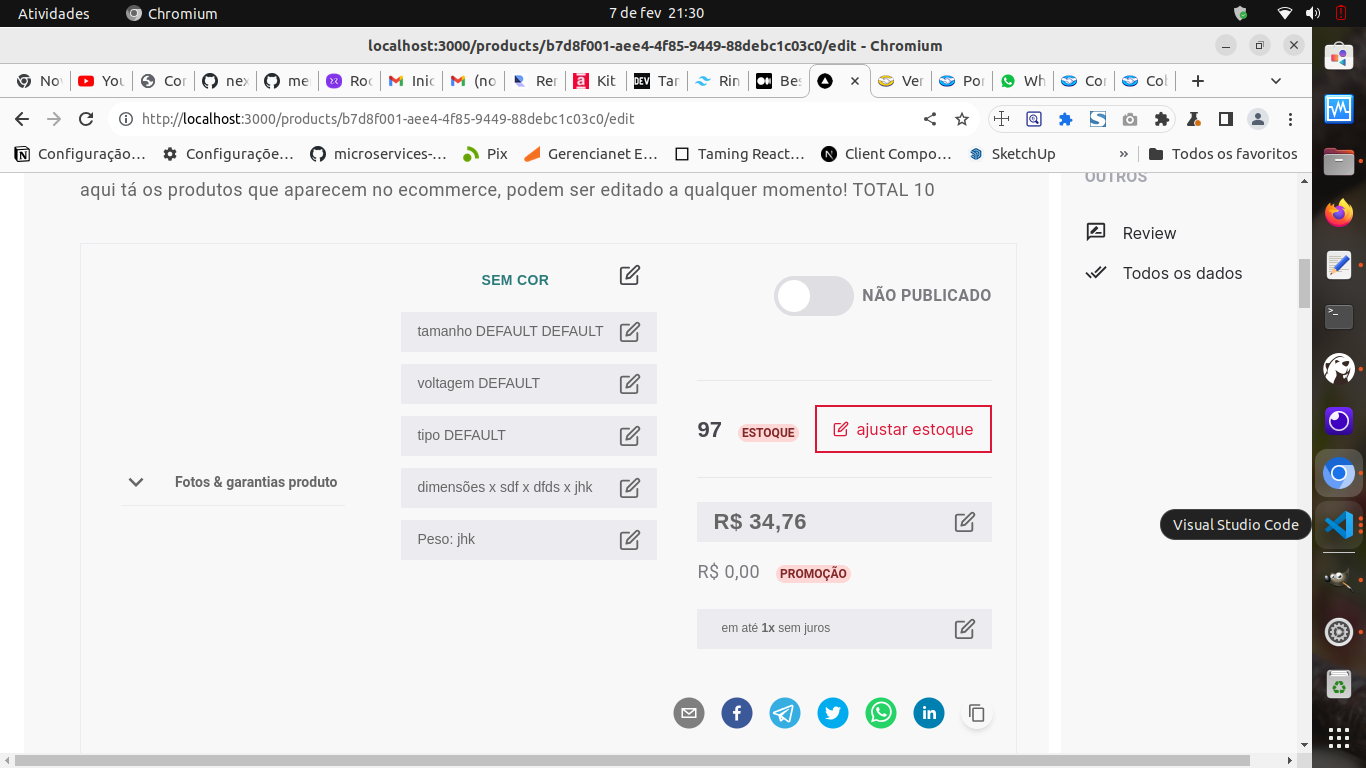 Atividades Chromium 7 de fev 21:30
localhost:3000/products/b7d8f001-aee4-4f85-9449-88debc1c03c0/edit - Chromium
Nov You Cor nex me Roc Inic (no Rer Kit DEV Tar Rin Bes Ver Por Wh Cor Col
http://localhost:3000/products/b7d8f001-aee4-4f85-9449-88debc1c03c0/edit
Configuração… Configuraçõe… microservices-… Pix Gerencianet E… Taming React… Client Compo… SketchUp » Todos os favoritos
aqui tá os produtos que aparecem no ecommerce, podem ser editado a qualquer momento! TOTAL 10
OUTROS
Review
Todos os dados
Fotos & garantias produto
SEM COR
tamanho DEFAULT DEFAULT
voltagem DEFAULT
tipo DEFAULT
dimensões x sdf x dfds x jhk
Peso: jhk
NÃO PUBLICADO
97 ESTOQUE ajustar estoque
R$ 34,76
R$ 0,00 PROMOÇÃO
em até 1x sem juros
Visual Studio Code